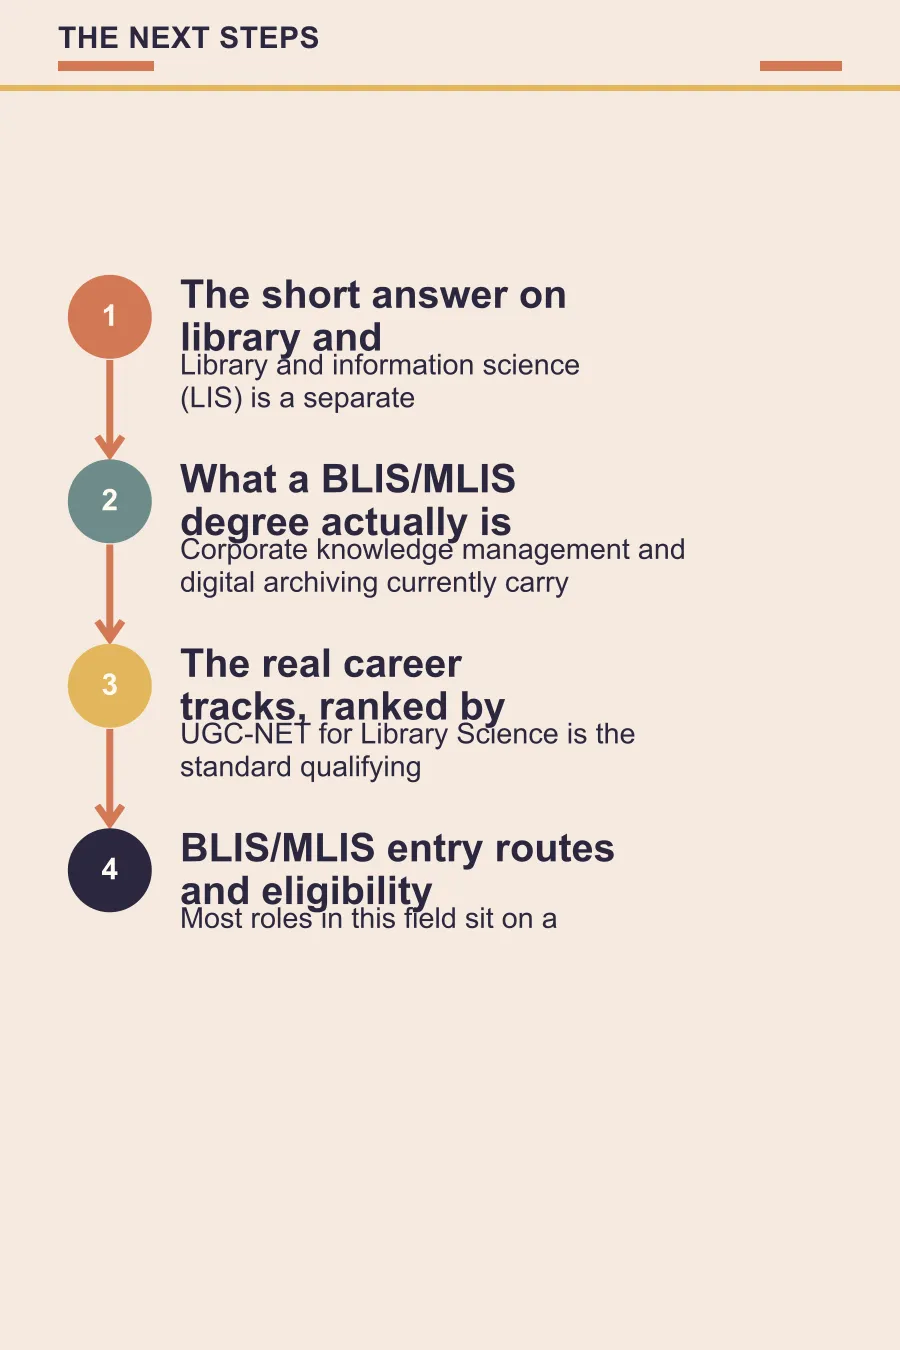 THE NEXT STEPS
1
The short answer on
library and
Library and information science
(LIS) is a separate
2
What a BLIS/MLIS
degree actually is
Corporate knowledge management and
digital archiving currently carry
3
The real career
tracks, ranked by
UGC-NET for Library Science is the
standard qualifying
4
BLIS/MLIS entry routes
and eligibility
Most roles in this field sit on a